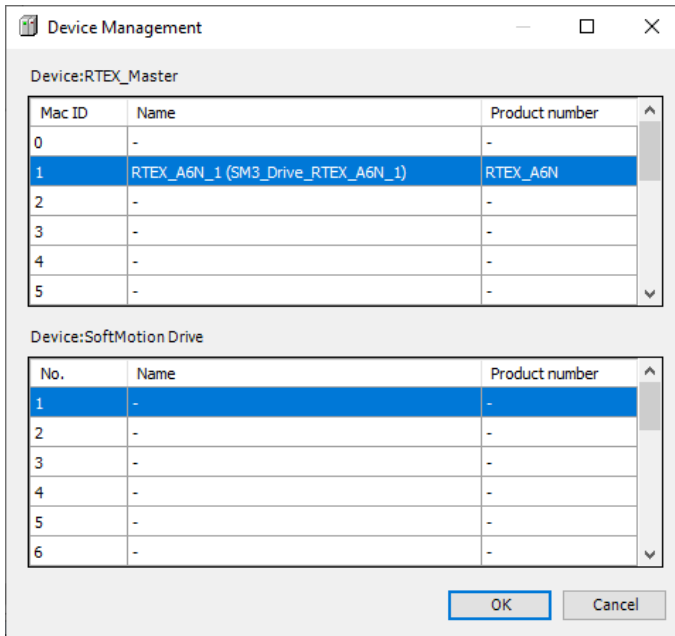 Device Management
Device:RTEX_Master
Mac ID Name Product number
0 - -
1 RTEX_A6N_1 (SM3_Drive_RTEX_A6N_1) RTEX_A6N
2 - -
3 - -
4 - -
5 - -
Device:SoftMotion Drive
No. Name Product number
1 - -
2 - -
3 - -
4 - -
5 - -
6 - -
OK Cancel